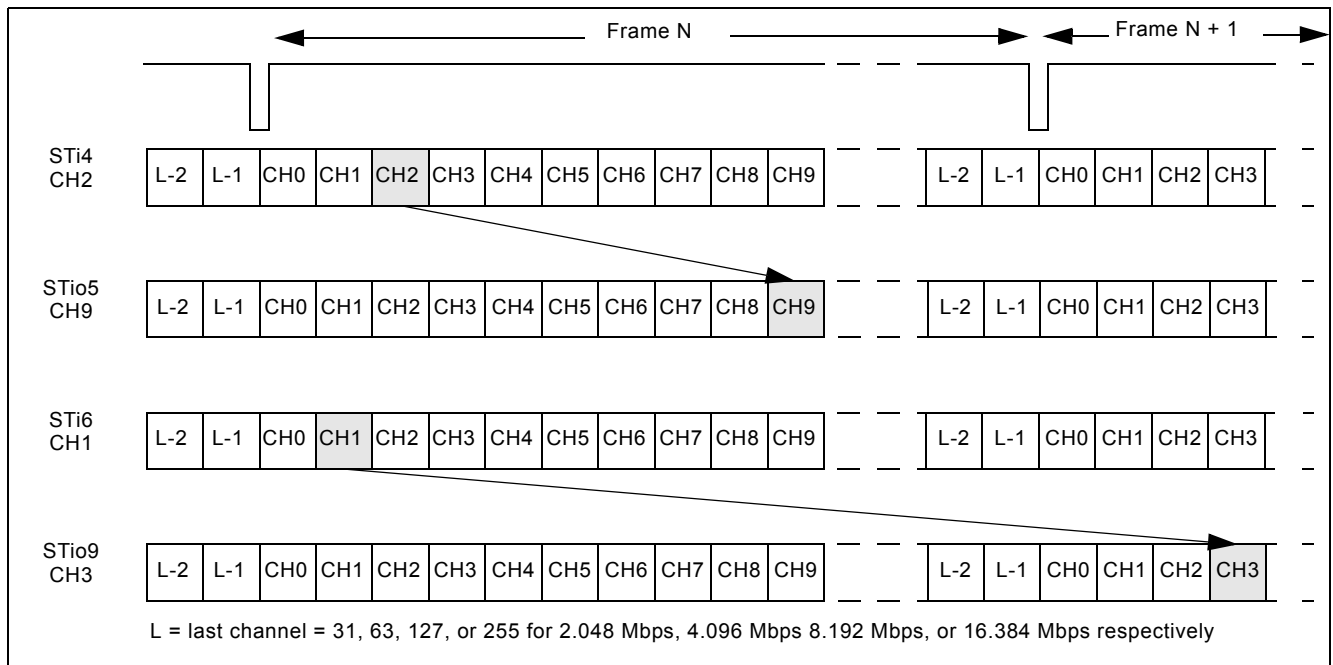 Frame N
Frame N + 1
STi4
CH2
L-2 L-1 CH0 CH1 CH2 CH3 CH4 CH5 CH6 CH7 CH8 CH9 L-2 L-1 CH0 CH1 CH2 CH3
STio5
CH9
L-2 L-1 CH0 CH1 CH2 CH3 CH4 CH5 CH6 CH7 CH8 CH9 L-2 L-1 CH0 CH1 CH2 CH3
STi6
CH1
L-2 L-1 CH0 CH1 CH2 CH3 CH4 CH5 CH6 CH7 CH8 CH9 L-2 L-1 CH0 CH1 CH2 CH3
STio9
CH3
L-2 L-1 CH0 CH1 CH2 CH3 CH4 CH5 CH6 CH7 CH8 CH9 L-2 L-1 CH0 CH1 CH2 CH3
L = last channel = 31, 63, 127, or 255 for 2.048 Mbps, 4.096 Mbps 8.192 Mbps, or 16.384 Mbps respectively